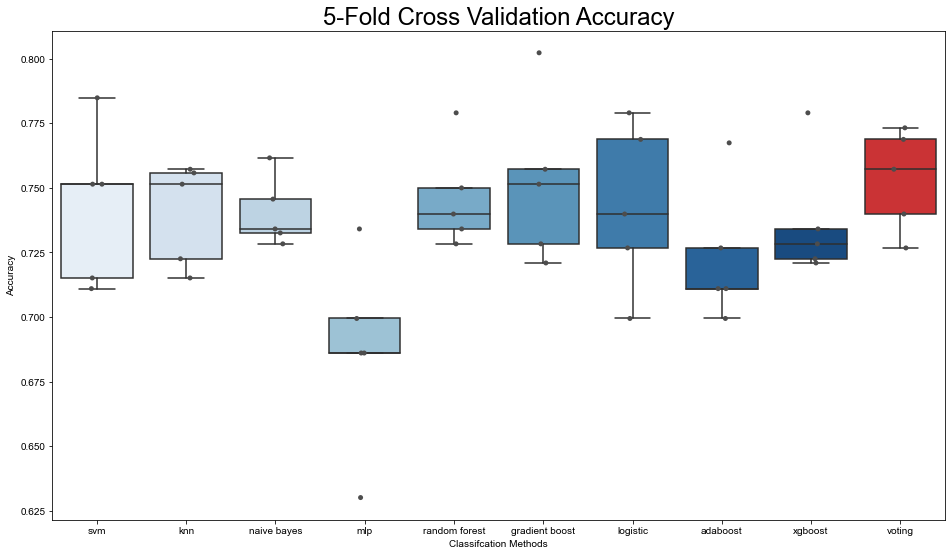 5-Fold Cross Validation Accuracy
0.800
0.775
0.750
0.725
0.700
0.675
0.650
0.625
Accuracy
svm knn naive bayes mlp random forest gradient boost logistic adaboost xgboost voting
Classifcation Methods